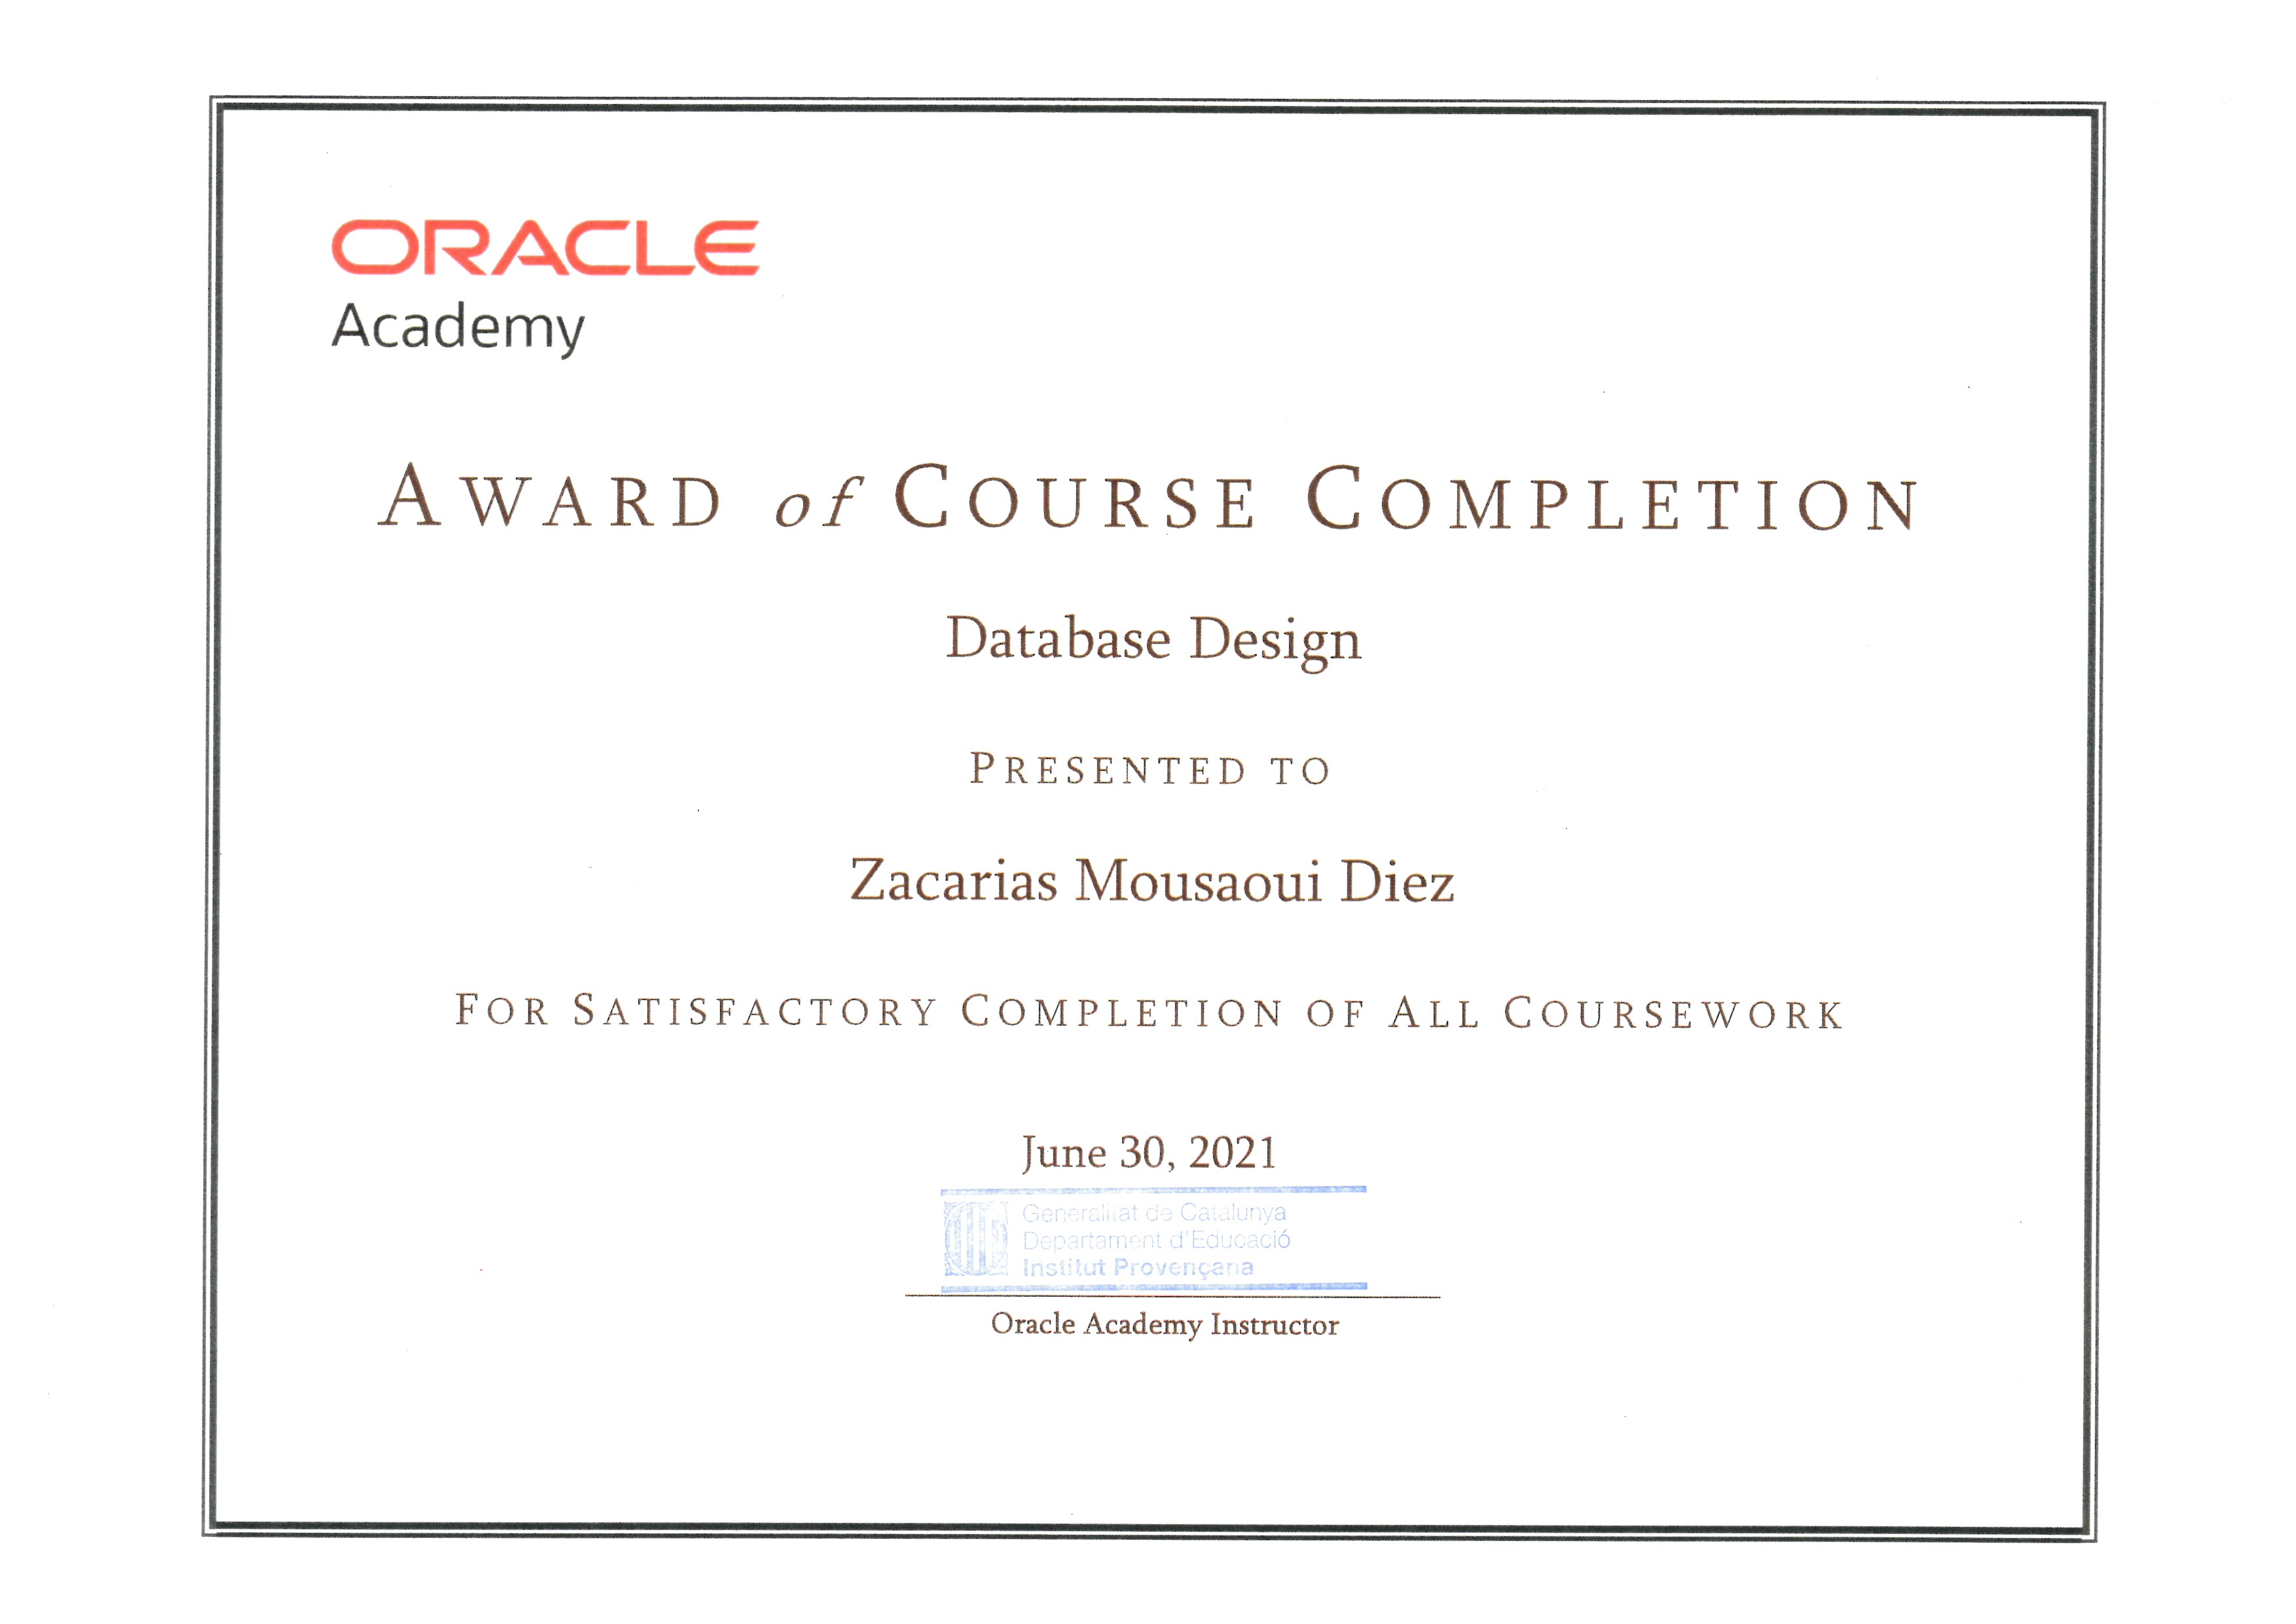 ORACLE
Academy
AWARD of COURSE COMPLETION
Database Design
PRESENTED TO
Zacarias Mousaoui Diez
FOR SATISFACTORY COMPLETION OF ALL COURSEWORK
June 30, 2021
Generalitat de Catalunya
Departament d'Educació
Institut Provençana
Oracle Academy Instructor